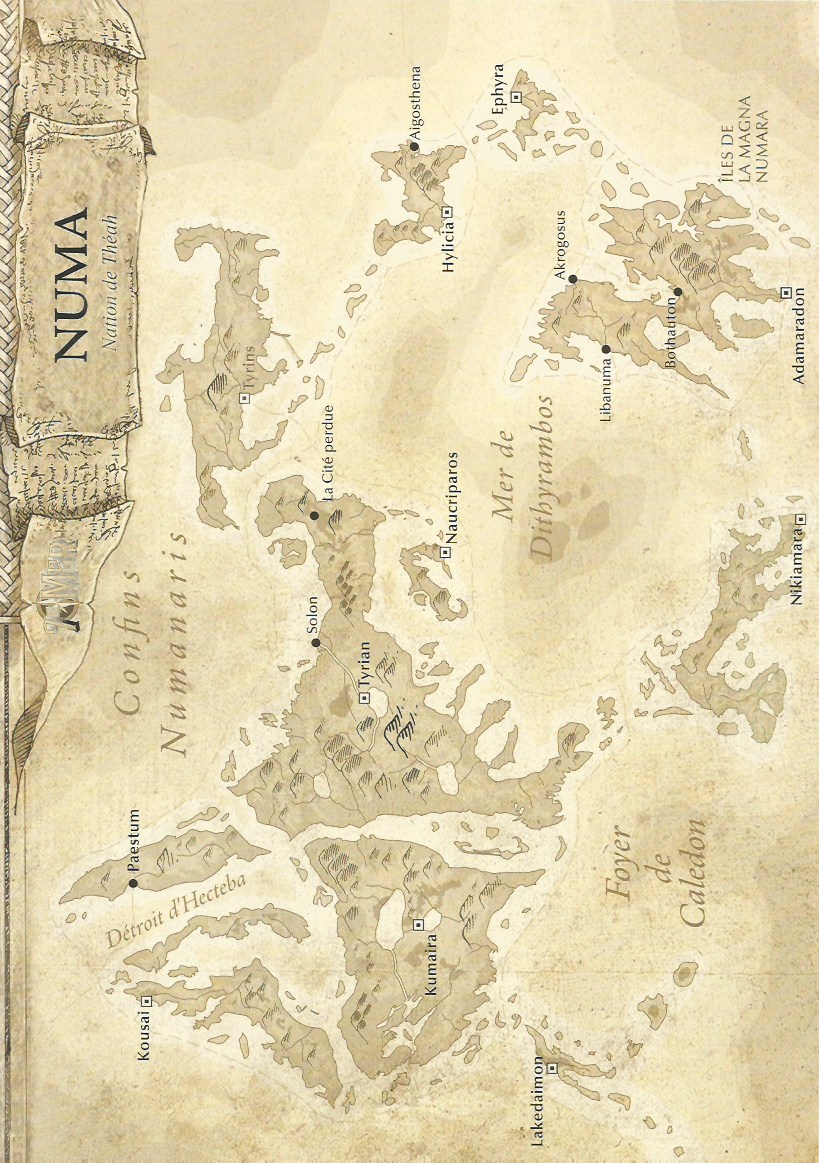 7e MER
NUMA
Nation de Théah
Confins
Numanaris
Paestum
Kousai
Détroit d'Hecteba
Tyrins
Solon
La Cité perdue
Tyrian
Kumaira
Naucriparos
Aigosthena
Hylicia
Mer de
Dithyrambos
Ephyra
Lakedaimon
Akrogosus
Libanuma
Foyer
de
Caledon
Bothauton
ÎLES DE
LA MAGNA
NUMARA
Nikiamara
Adamaradon